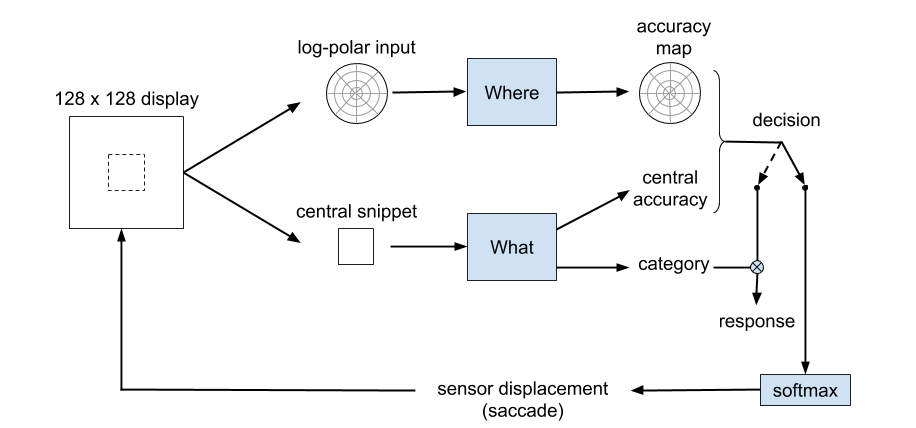 accuracy
map
log-polar input
Where
128 x 128 display
decision
central
accuracy
central snippet
What
category
response
sensor displacement
(saccade)
softmax